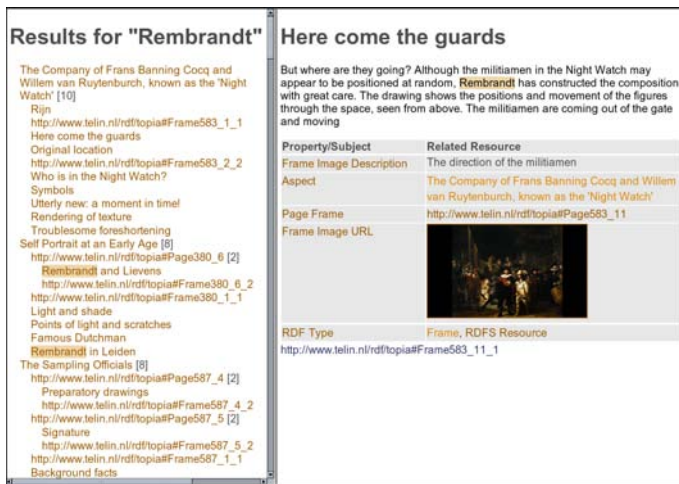 Results for "Rembrandt"
The Company of Frans Banning Cocq and
Willem van Ruytenburch, known as the 'Night
Watch' [10]
Rijn
http://www.telin.nl/rdf/topia#Frame583_1_1
Here come the guards
Original location
http://www.telin.nl/rdf/topia#Frame583_2_2
Who is in the Night Watch?
Symbols
Utterly new: a moment in time!
Rendering of texture
Troublesome foreshortening
Self Portrait at an Early Age [8]
http://www.telin.nl/rdf/topia#Page380_6 [2]
Rembrandt and Lievens
http://www.telin.nl/rdf/topia#Frame380_6_2
http://www.telin.nl/rdf/topia#Frame380_1_1
Light and shade
Points of light and scratches
Famous Dutchman
Rembrandt in Leiden
The Sampling Officials [8]
http://www.telin.nl/rdf/topia#Page587_4 [2]
Preparatory drawings
http://www.telin.nl/rdf/topia#Frame587_4_2
http://www.telin.nl/rdf/topia#Page587_5 [2]
Signature
http://www.telin.nl/rdf/topia#Frame587_5_2
http://www.telin.nl/rdf/topia#Frame587_1_1
Background facts
Here come the guards
But where are they going? Although the militiamen in the Night Watch may
appear to be positioned at random, Rembrandt has constructed the composition
with great care. The drawing shows the positions and movement of the figures
through the space, seen from above. The militiamen are coming out of the gate
and moving
Property/Subject Related Resource
Frame Image Description The direction of the militiamen
Aspect The Company of Frans Banning Cocq and Willem
van Ruytenburch, known as the 'Night Watch'
Page Frame http://www.telin.nl/rdf/topia#Page583_11
Frame Image URL
RDF Type Frame, RDFS Resource
http://www.telin.nl/rdf/topia#Frame583_11_1